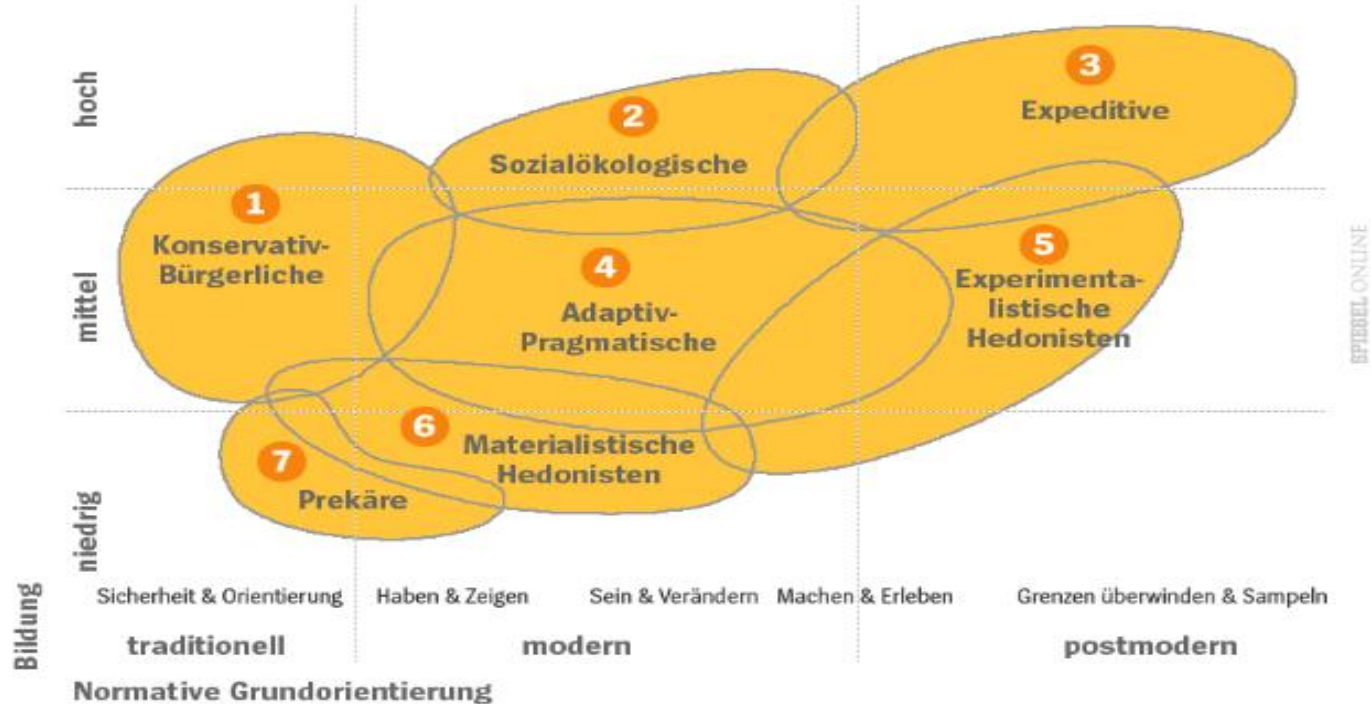 hoch
3
Expeditive
2
Sozialökologische
1
Konservativ-
Bürgerliche
mittel
4
Adaptiv-
Pragmatische
5
Experimenta-
listische
Hedonisten
SPIEGEL ONLINE
6
Materialistische
Hedonisten
7
Prekäre
niedrig
Bildung
Sicherheit & Orientierung
Haben & Zeigen
Sein & Verändern
Machen & Erleben
Grenzen überwinden & Sampeln
traditionell
modern
postmodern
Normative Grundorientierung